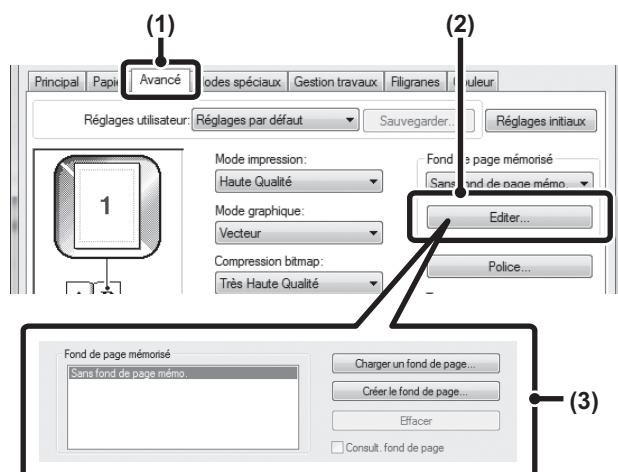 (1)
(2)
Principal Papi Avancé odes spéciaux Gestion travaux Filigranes uleur
Réglages utilisateur: Réglages par défaut Sauvegarder... Réglages initiaux
1
Mode impression:
Haute Qualité
Mode graphique:
Vecteur
Compression bitmap:
Très Haute Qualité
Fond de page mémorisé
Sans fond de page mémo.
Editer...
Police...
Fond de page mémorisé
Sans fond de page mémo.
Charger un fond de page...
Créer le fond de page...
Effacer
Consult. fond de page
(3)